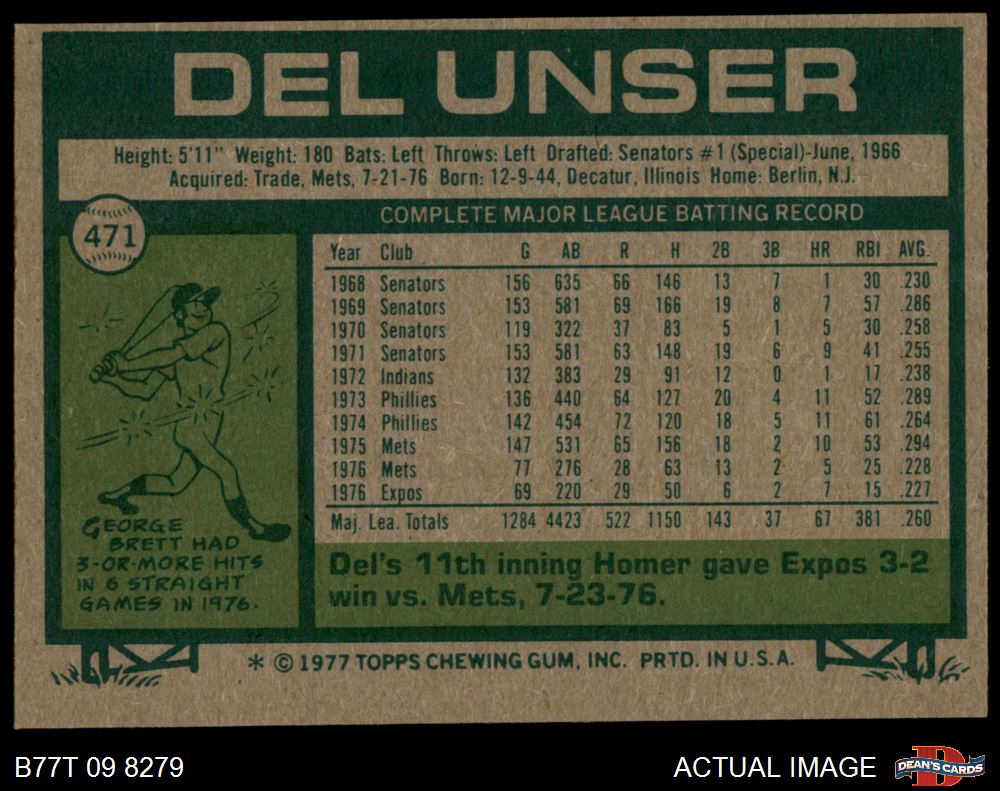 DEL UNSER
Height: 5'11" Weight: 180 Bats: Left Throws: Left Drafted: Senators #1 (Special)-June, 1966
Acquired: Trade, Mets, 7-21-76 Born: 12-9-44, Decatur, Illinois Home: Berlin, N.J.
471
COMPLETE MAJOR LEAGUE BATTING RECORD
Year Club G AB R H 2B 3B HR RBI AVG.
1968 Senators 156 635 66 146 13 7 1 30 .230
1969 Senators 153 581 69 166 19 8 7 57 .286
1970 Senators 119 322 37 83 5 1 5 30 .258
1971 Senators 153 581 63 148 19 6 9 41 .255
1972 Indians 132 383 29 91 12 0 1 17 .238
1973 Phillies 136 440 64 127 20 4 11 52 .289
1974 Phillies 142 454 72 120 18 5 11 61 .264
1975 Mets 147 531 65 156 18 2 10 53 .294
1976 Mets 77 276 28 63 13 2 5 25 .228
1976 Expos 69 220 29 50 6 2 7 15 .227
Maj. Lea. Totals 1284 4423 522 1150 143 37 67 381 .260
GEORGE
BRETT HAD
3-OR-MORE HITS
IN 6 STRAIGHT
GAMES IN 1976.
Del's 11th inning Homer gave Expos 3-2
win vs. Mets, 7-23-76.
* © 1977 TOPPS CHEWING GUM, INC. PRTD. IN U.S.A.
B77T 09 8279
ACTUAL IMAGE
D
DEAN'S CARDS